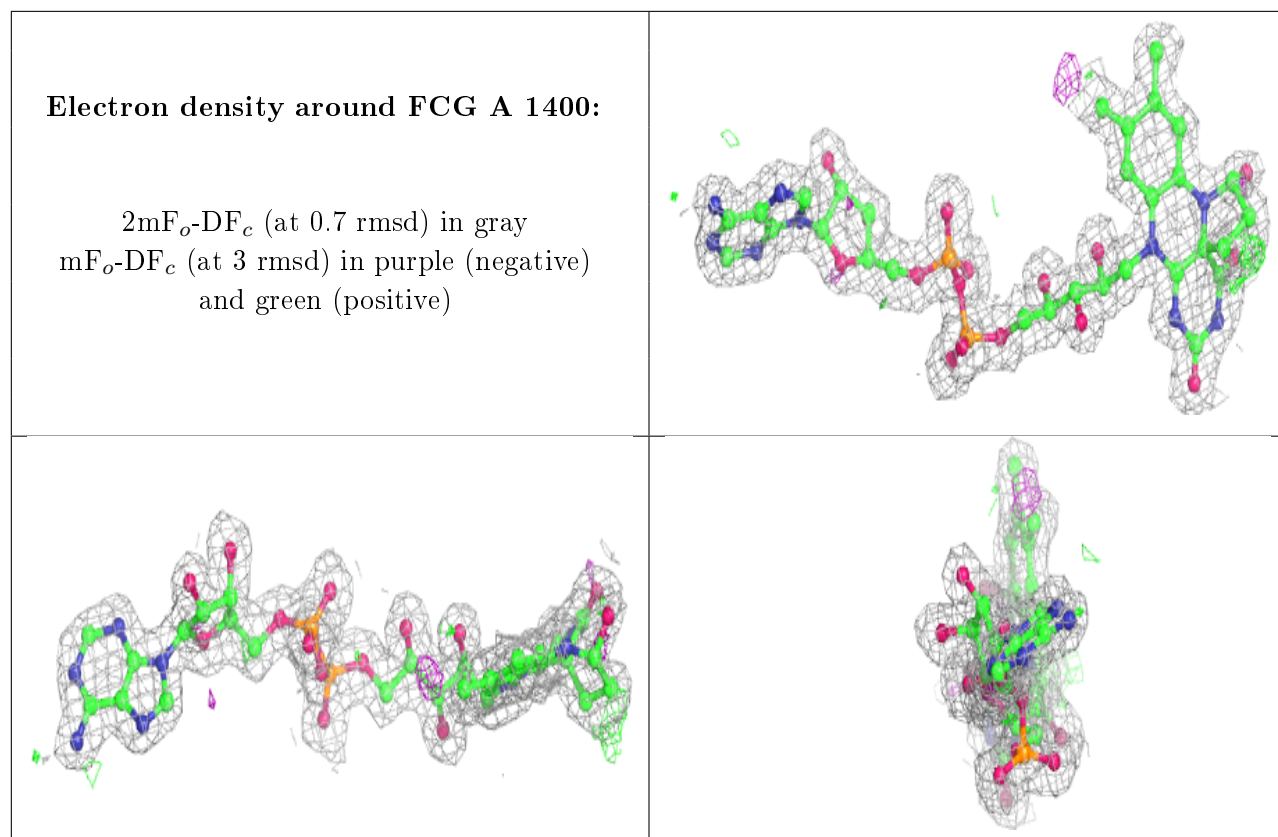 Electron density around FCG A 1400:
2mFₒ-DF𝒸 (at 0.7 rmsd) in gray
mFₒ-DF𝒸 (at 3 rmsd) in purple (negative)
and green (positive)